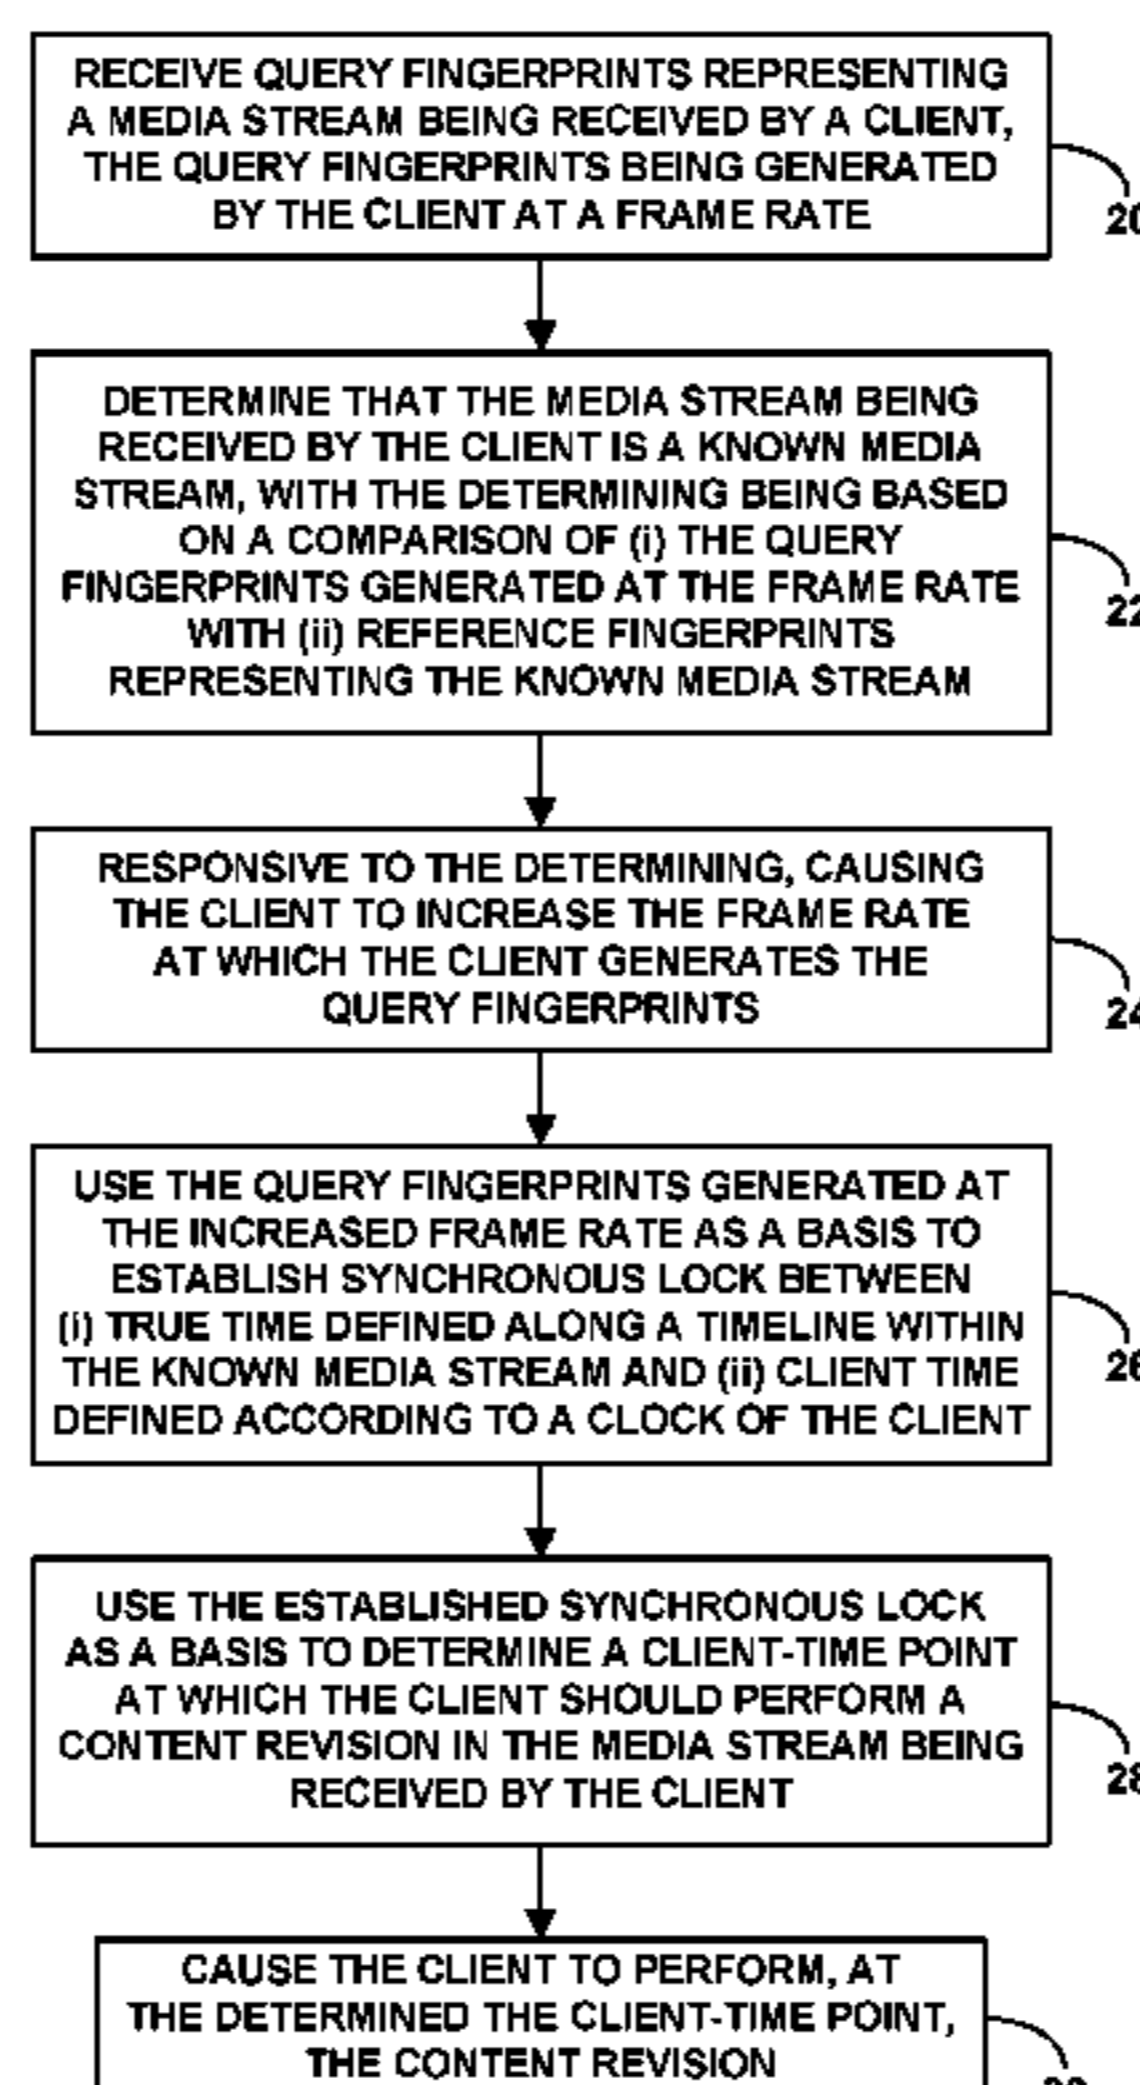 RECEIVE QUERY FINGERPRINTS REPRESENTING
A MEDIA STREAM BEING RECEIVED BY A CLIENT,
THE QUERY FINGERPRINTS BEING GENERATED
BY THE CLIENT AT A FRAME RATE
20
DETERMINE THAT THE MEDIA STREAM BEING
RECEIVED BY THE CLIENT IS A KNOWN MEDIA
STREAM, WITH THE DETERMINING BEING BASED
ON A COMPARISON OF (i) THE QUERY
FINGERPRINTS GENERATED AT THE FRAME RATE
WITH (ii) REFERENCE FINGERPRINTS
REPRESENTING THE KNOWN MEDIA STREAM
22
RESPONSIVE TO THE DETERMINING, CAUSING
THE CLIENT TO INCREASE THE FRAME RATE
AT WHICH THE CLIENT GENERATES THE
QUERY FINGERPRINTS
24
USE THE QUERY FINGERPRINTS GENERATED AT
THE INCREASED FRAME RATE AS A BASIS TO
ESTABLISH SYNCHRONOUS LOCK BETWEEN
(i) TRUE TIME DEFINED ALONG A TIMELINE WITHIN
THE KNOWN MEDIA STREAM AND (ii) CLIENT TIME
DEFINED ACCORDING TO A CLOCK OF THE CLIENT
26
USE THE ESTABLISHED SYNCHRONOUS LOCK
AS A BASIS TO DETERMINE A CLIENT-TIME POINT
AT WHICH THE CLIENT SHOULD PERFORM A
CONTENT REVISION IN THE MEDIA STREAM BEING
RECEIVED BY THE CLIENT
28
CAUSE THE CLIENT TO PERFORM, AT
THE DETERMINED THE CLIENT-TIME POINT,
THE CONTENT REVISION